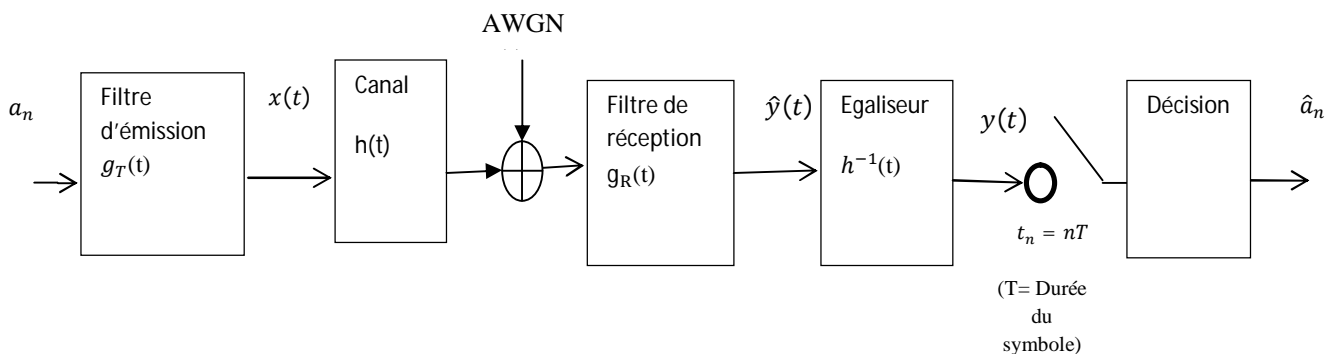 AWGN
a_n
Filtre
d'émission
g_T(t)
x(t)
Canal
h(t)
Filtre de
réception
g_R(t)
ŷ(t)
Egaliseur
h^{-1}(t)
y(t)
t_n = nT
(T= Durée
du
symbole)
Décision
â_n